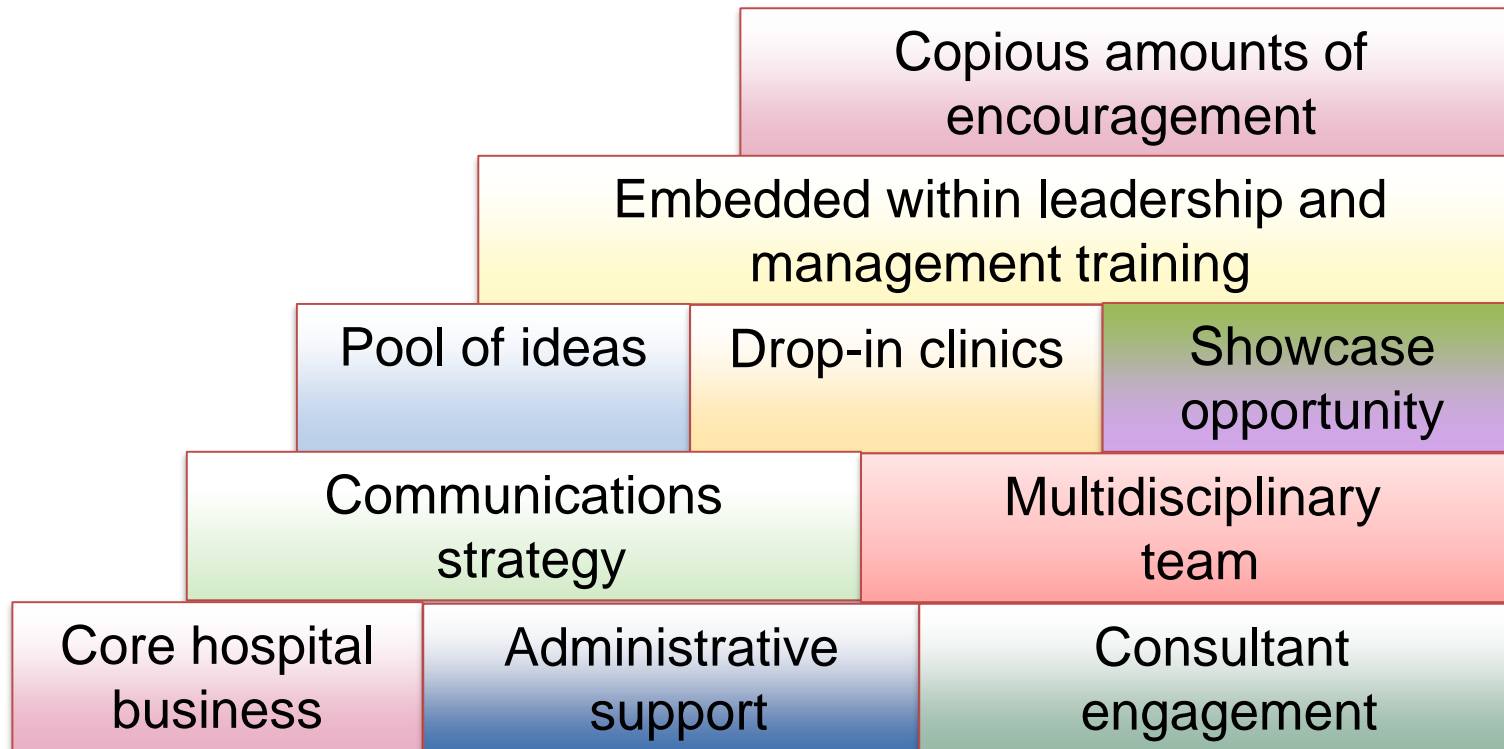 Copious amounts of
encouragement
Embedded within leadership and
management training
Pool of ideas
Drop-in clinics
Showcase
opportunity
Communications
strategy
Multidisciplinary
team
Core hospital
business
Administrative
support
Consultant
engagement